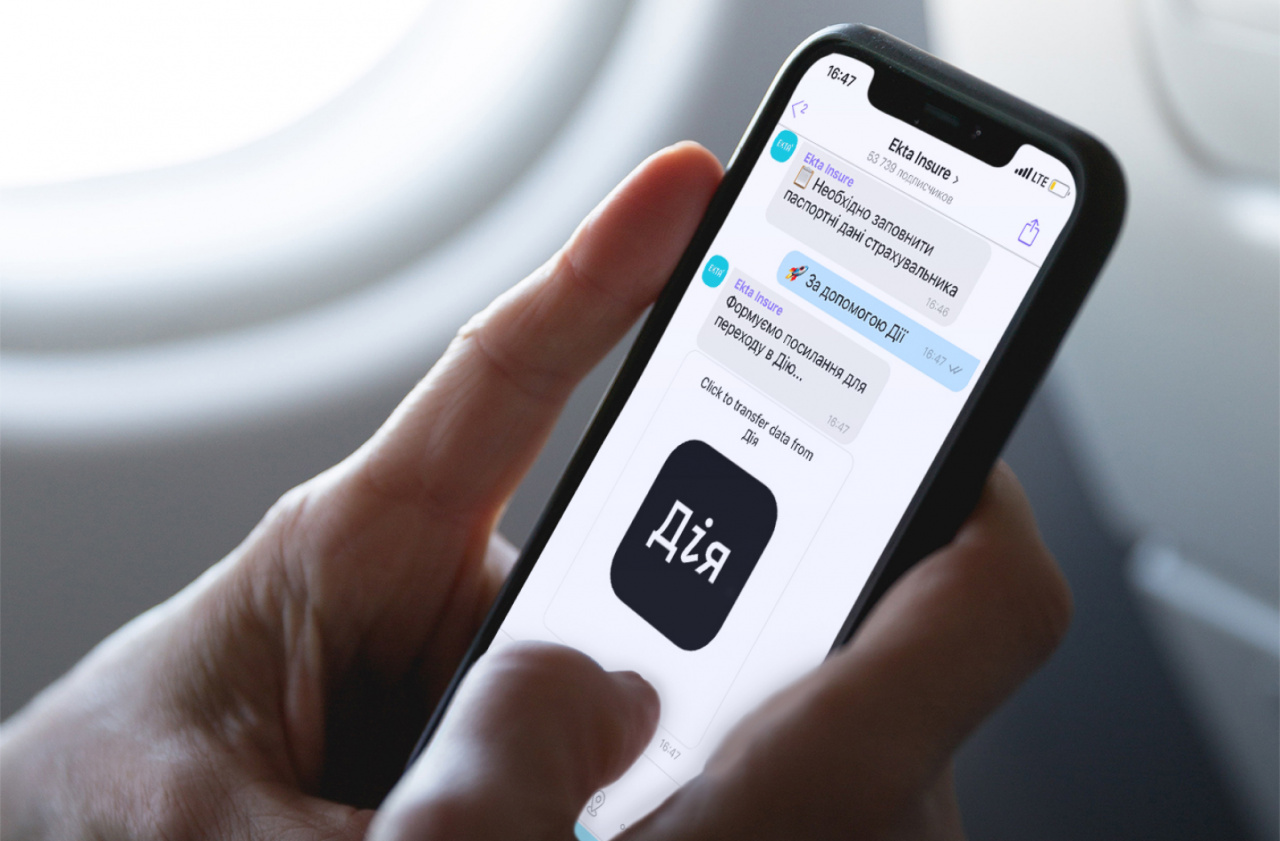 16:47
LTE
2
Ekta Insure >
53 739 подписчиков
EKTA
Ekta Insure
📋 Необхідно заповнити
паспортні дані страхувальника
16:46
🚀 За допомогою Дії
16:47
EKTA
Ekta Insure
Формуємо посилання для
переходу в Дію...
16:47
Click to transfer data from
Дія
Дія
16:47